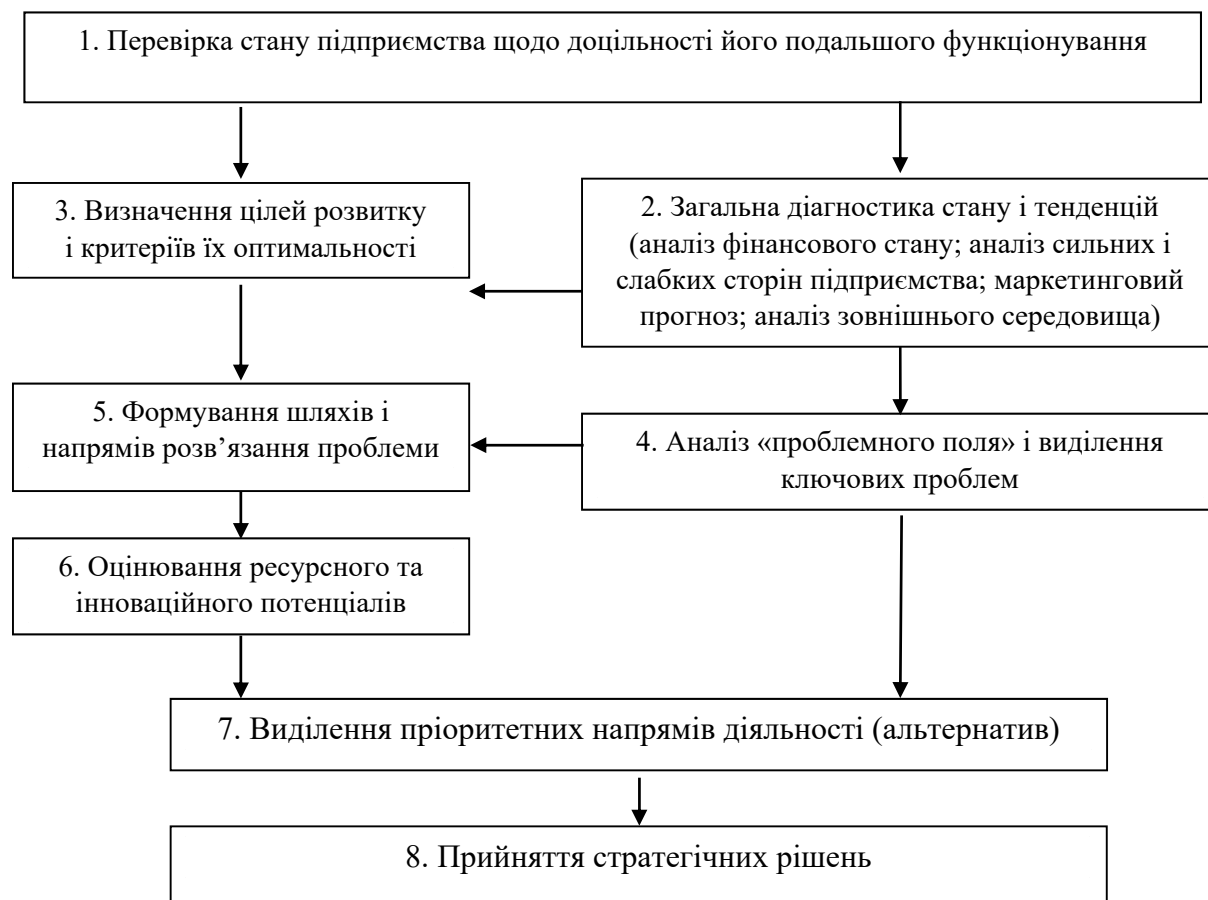 1. Перевірка стану підприємства щодо доцільності його подальшого функціонування
3. Визначення цілей розвитку
і критеріїв їх оптимальності
2. Загальна діагностика стану і тенденцій
(аналіз фінансового стану; аналіз сильних і
слабких сторін підприємства; маркетинговий
прогноз; аналіз зовнішнього середовища)
5. Формування шляхів і
напрямів розв’язання проблеми
4. Аналіз «проблемного поля» і виділення
ключових проблем
6. Оцінювання ресурсного та
інноваційного потенціалів
7. Виділення пріоритетних напрямів діяльності (альтернатив)
8. Прийняття стратегічних рішень